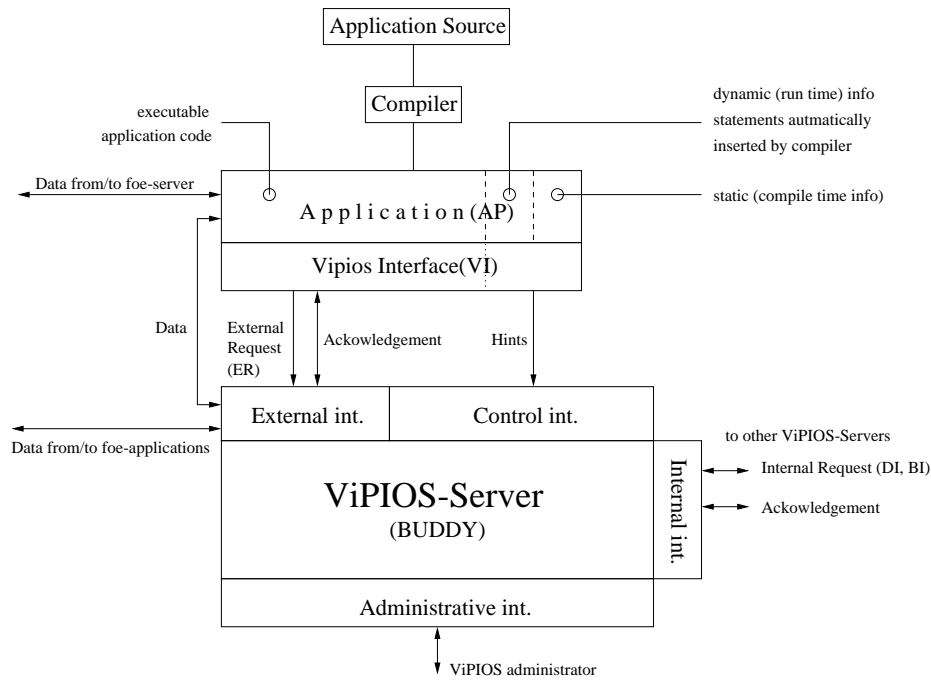 Application Source
Compiler
executable
application code
dynamic (run time) info
statements autmatically
inserted by compiler
Data from/to foe-server
static (compile time info)
A p p l i c a t i o n (AP)
Vipios Interface(VI)
Data
External
Request
(ER)
Ackowledgement
Hints
External int.
Control int.
Data from/to foe-applications
to other ViPIOS-Servers
Internal Request (DI, BI)
Ackowledgement
Internal int.
ViPIOS-Server
(BUDDY)
Administrative int.
ViPIOS administrator